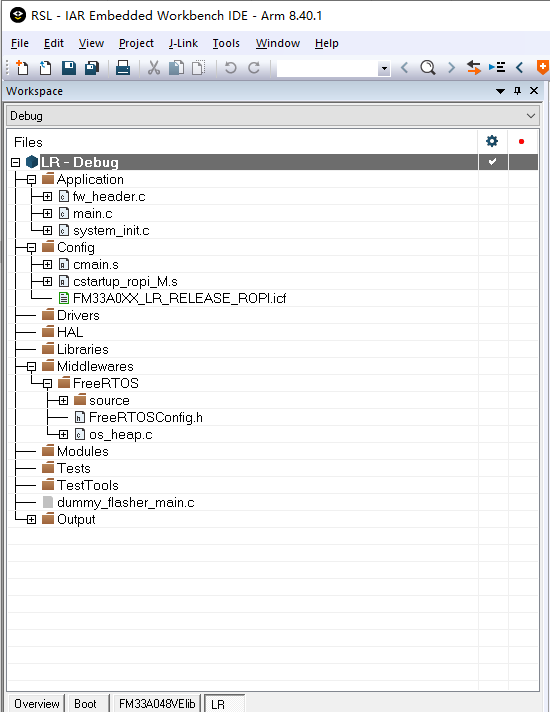 RSL - IAR Embedded Workbench IDE - Arm 8.40.1
File Edit View Project J-Link Tools Window Help
Workspace
Debug
Files
LR - Debug
Application
fw_header.c
main.c
system_init.c
Config
cmain.s
cstartup_ropi_M.s
FM33A0XX_LR_RELEASE_ROPI.icf
Drivers
HAL
Libraries
Middlewares
FreeRTOS
source
FreeRTOSConfig.h
os_heap.c
Modules
Tests
TestTools
dummy_flasher_main.c
Output
Overview Boot FM33A048VElib LR